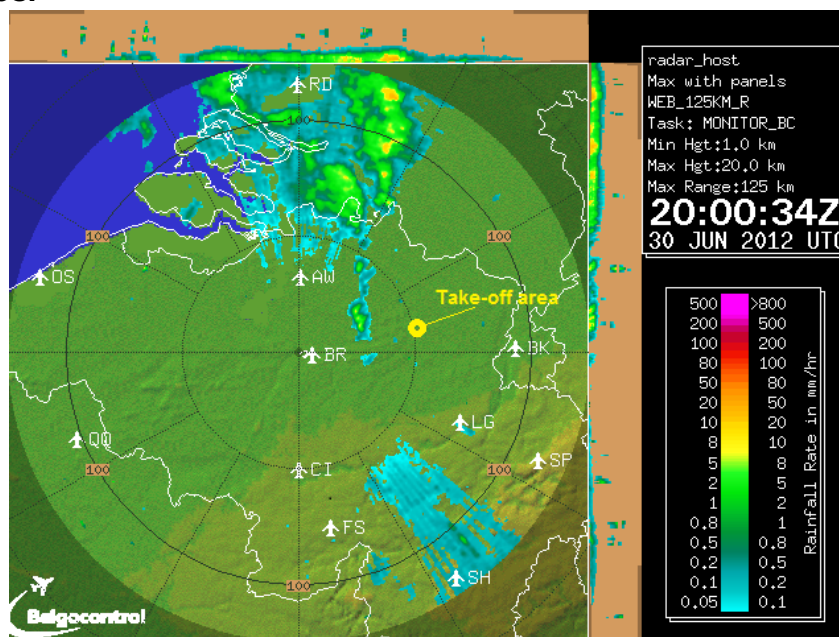 radar_host
Max with panels
WEB_125KM_R
Task: MONITOR_BC
Min Hgt:1.0 km
Max Hgt:20.0 km
Max Range:125 km
20:00:34Z
30 JUN 2012 UTC
RD
100
100
100
OS
AW
Take-off area
BR
BK
QQ
LG
100
CI
100
SP
FS
SH
100
Belgocontrol
500 >800
200 500
100 200
80 100
50 80
20 50
10 20
8 10
5 8
2 5
1 2
0.8 1
0.5 0.8
0.2 0.5
0.1 0.2
0.05 0.1
Rainfall Rate in mm/hr